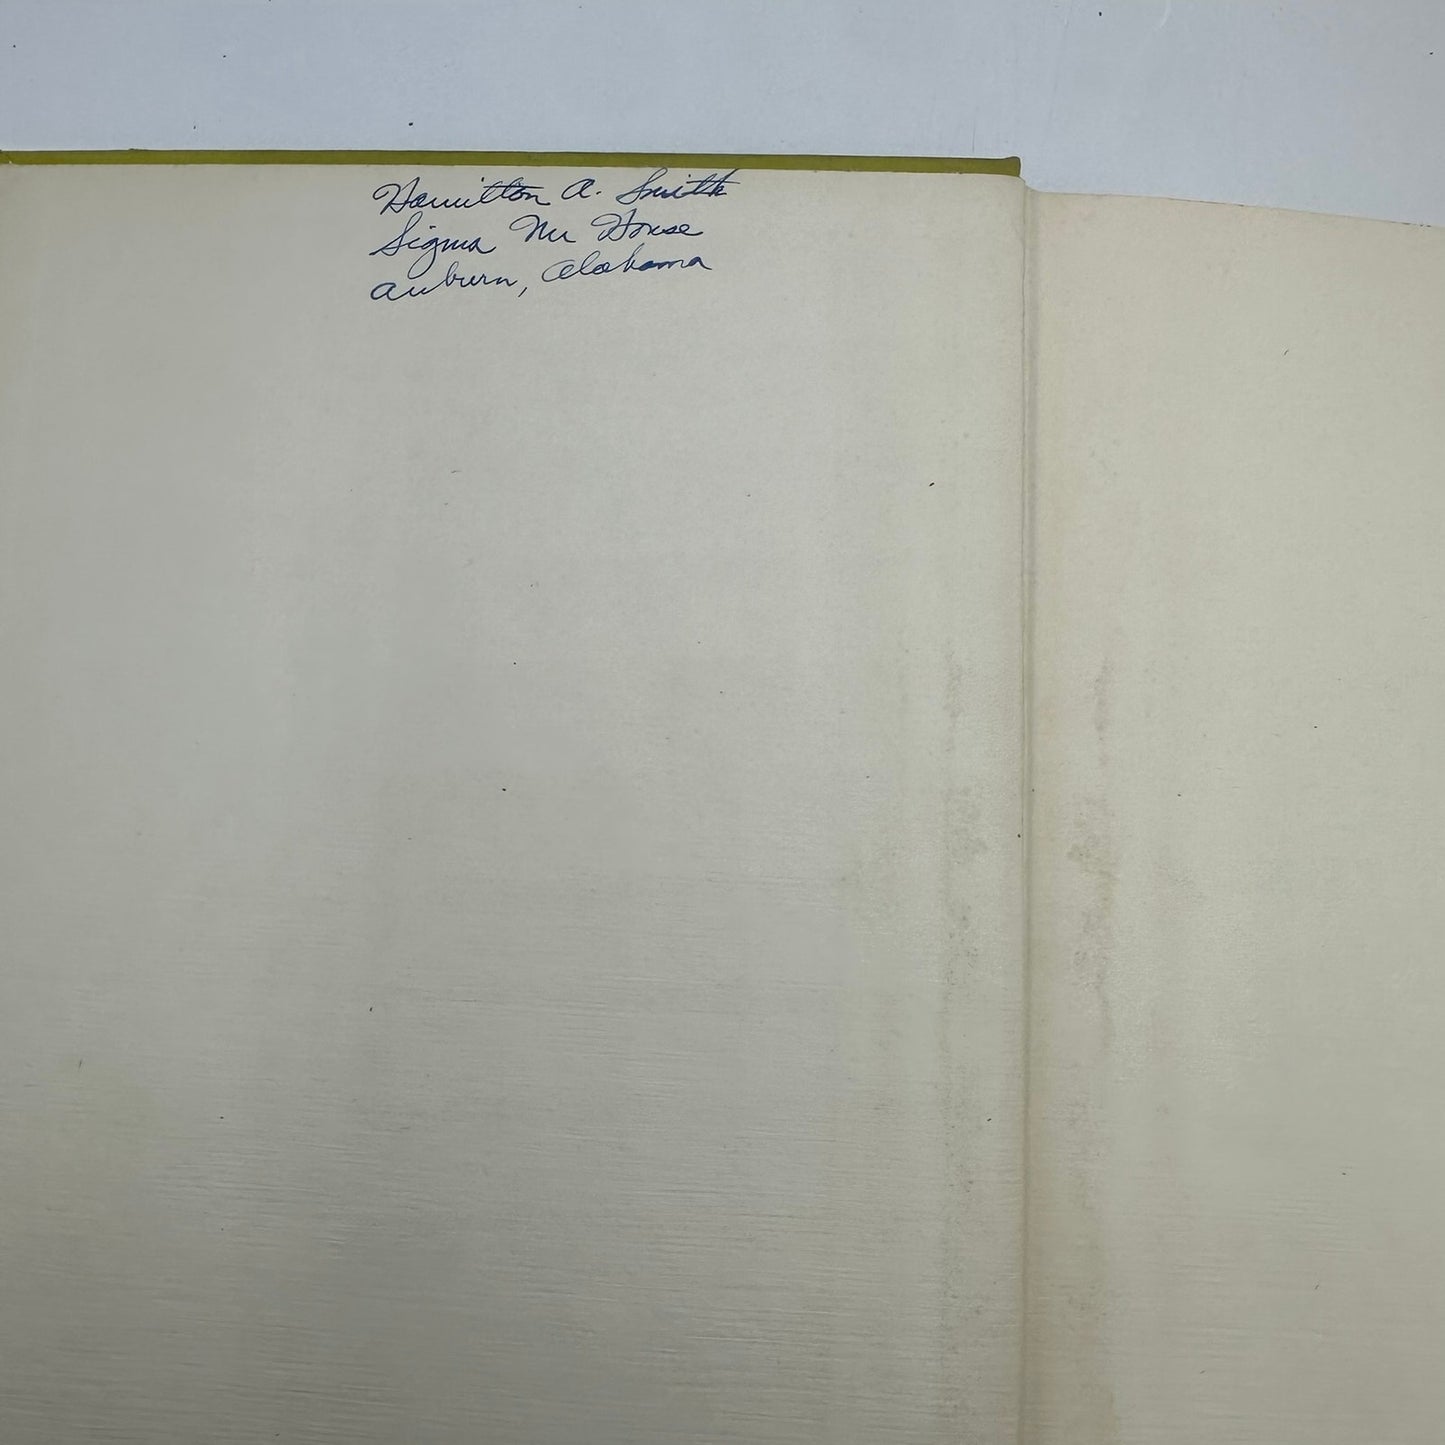 Hamilton A. Smith
Sigma Nu House
Auburn, Alabama